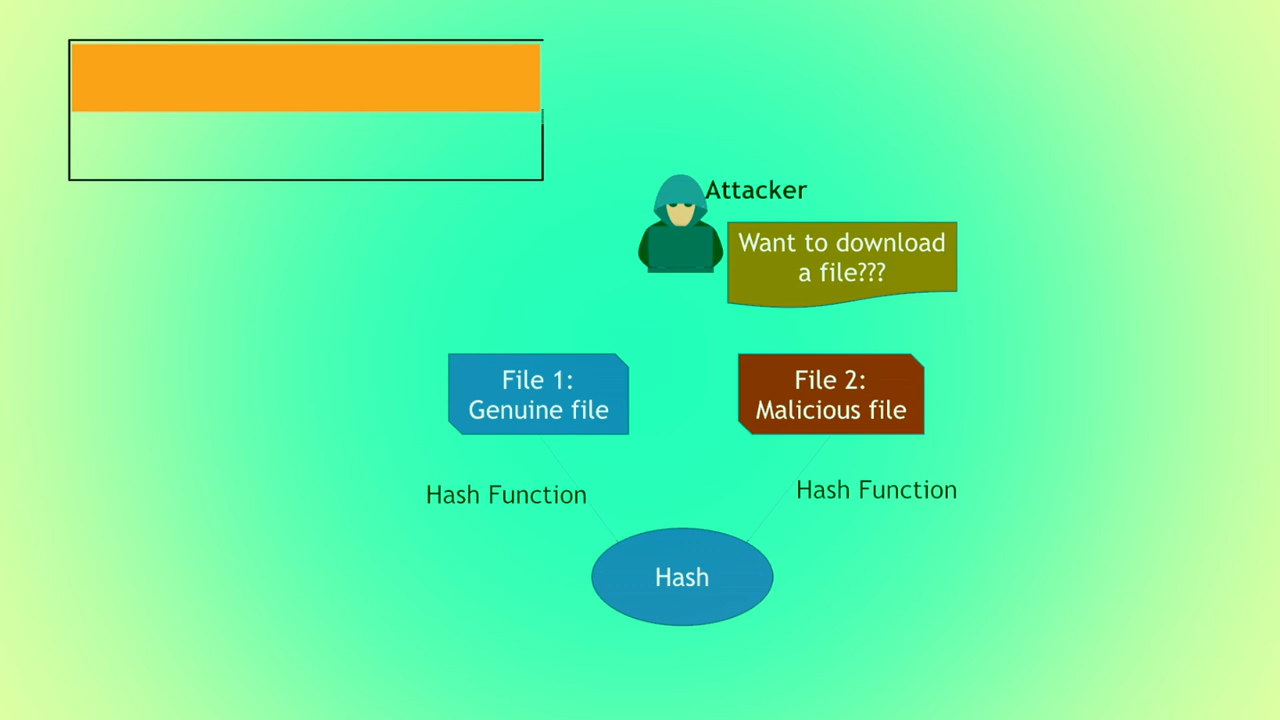 Attacker
Want to download
a file???
File 1:
Genuine file
File 2:
Malicious file
Hash Function
Hash Function
Hash